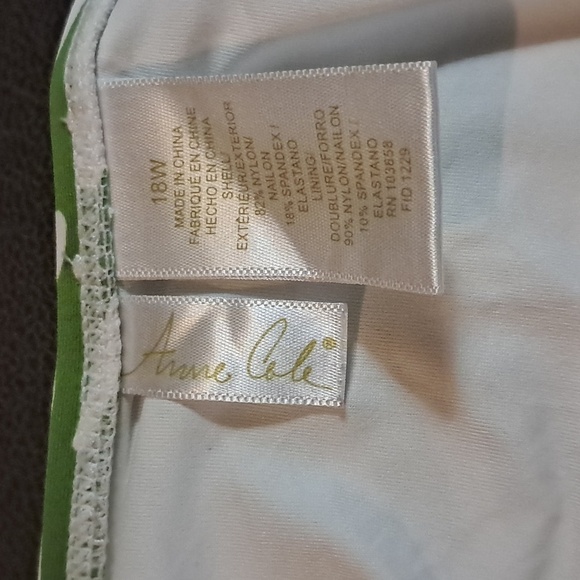 18W
MADE IN CHINA
FABRIQUE EN CHINE
HECHO EN CHINA
SHELL/
EXTÉRIEUR/EXTERIOR
82% NYLON/
NAILON
18% SPANDEX /
ELASTANO
LINING/
DOUBLURE/FORRO
90% NYLON/NAILON
10% SPANDEX /
ELASTANO
RN 103658
FID 1229
Anne Cole®